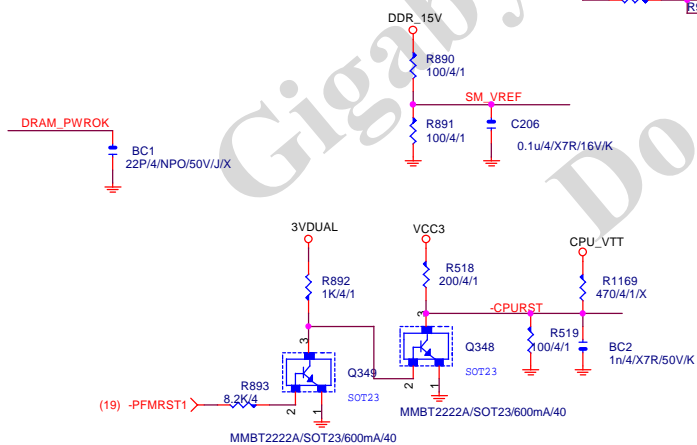 DDR_15V
R890
100/4/1
SM_VREF
R891
100/4/1
C206
0.1u/4/X7R/16V/K
DRAM_PWROK
BC1
22P/4/NPO/50V/J/X
Gigab
Do
3VDUAL
VCC3
CPU_VTT
R892
1K/4/1
R518
200/4/1
R1169
470/4/1/X
-CPURST
3
3
R519
100/4/1
BC2
1n/4/X7R/50V/K
Q348
SOT23
Q349
SOT23
2
1
R893
8.2K/4
(19) -PFMRST1
2
1
MMBT2222A/SOT23/600mA/40
MMBT2222A/SOT23/600mA/40